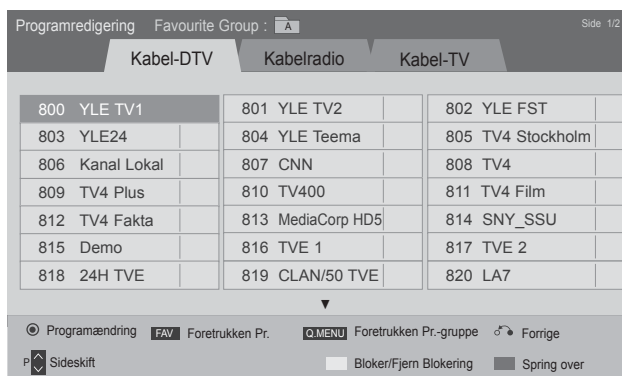 Programredigering Favourite Group : A Side 1/2
Kabel-DTV Kabelradio Kabel-TV
800 YLE TV1 801 YLE TV2 802 YLE FST
803 YLE24 804 YLE Teema 805 TV4 Stockholm
806 Kanal Lokal 807 CNN 808 TV4
809 TV4 Plus 810 TV400 811 TV4 Film
812 TV4 Fakta 813 MediaCorp HD5 814 SNY_SSU
815 Demo 816 TVE 1 817 TVE 2
818 24H TVE 819 CLAN/50 TVE 820 LA7
Programændring FAV Foretrukken Pr. Q.MENU Foretrukken Pr.-gruppe Forrige
P Sideskift Bloker/Fjern Blokering Spring over